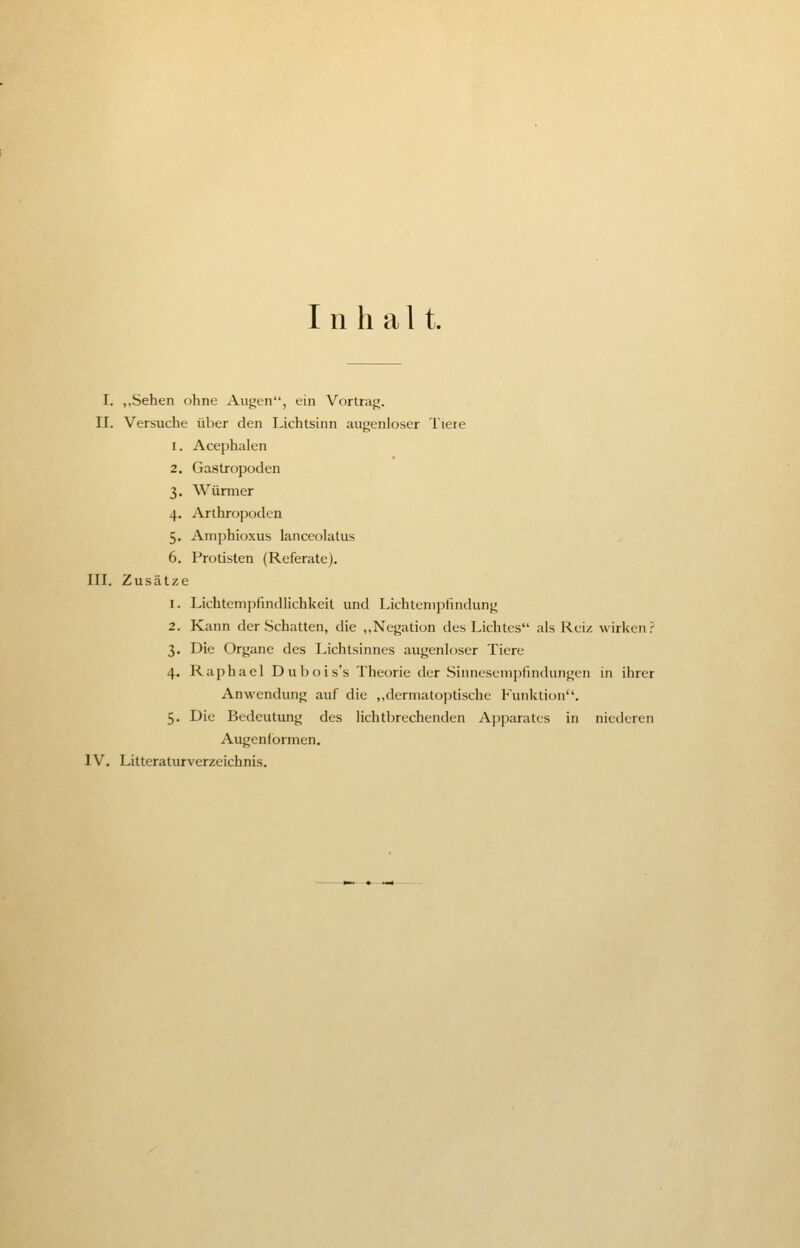 Inhalt.
I. ,,Sehen ohne Augen“, ein Vortrag.
II. Versuche über den Lichtsinn augenloser Tiere
1. Acephalen
2. Gastropoden
3. Würmer
4. Arthropoden
5. Amphioxus lanceolatus
6. Protisten (Referate).
III. Zusätze
1. Lichtempfindlichkeit und Lichtempfindung
2. Kann der Schatten, die ,,Negation des Lichtes“ als Reiz wirken?
3. Die Organe des Lichtsinnes augenloser Tiere
4. Raphael Dubois's Theorie der Sinnesempfindungen in ihrer
Anwendung auf die ,,dermatoptische Funktion“.
5. Die Bedeutung des lichtbrechenden Apparates in niederen
Augenformen.
IV. Litteraturverzeichnis.